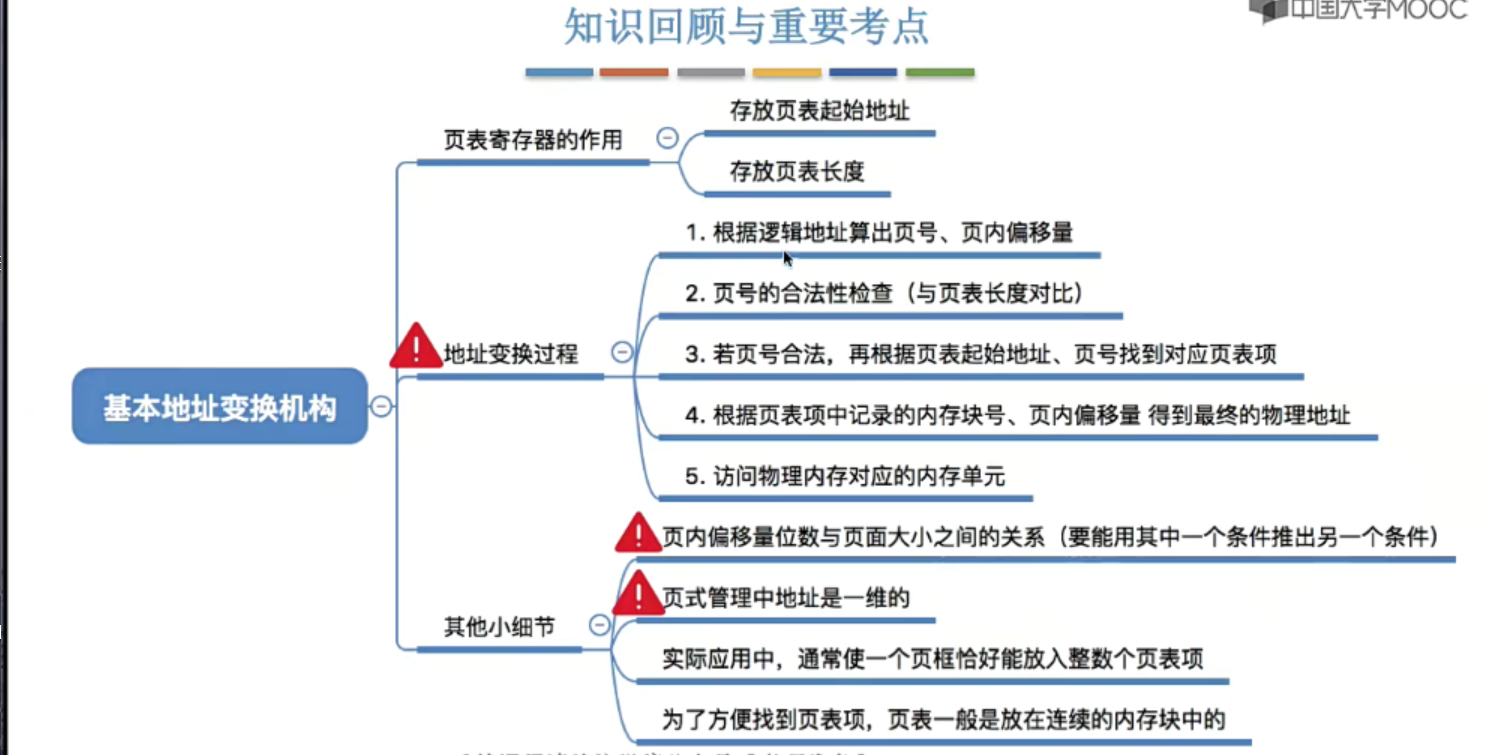 中国大学MOOC
知识回顾与重要考点
存放页表起始地址
页表寄存器的作用
存放页表长度
1. 根据逻辑地址算出页号、页内偏移量
2. 页号的合法性检查（与页表长度对比）
地址变换过程
3. 若页号合法，再根据页表起始地址、页号找到对应页表项
基本地址变换机构
4. 根据页表项中记录的内存块号、页内偏移量 得到最终的物理地址
5. 访问物理内存对应的内存单元
页内偏移量位数与页面大小之间的关系（要能用其中一个条件推出另一个条件）
页式管理中地址是一维的
其他小细节
实际应用中，通常使一个页框恰好能放入整数个页表项
为了方便找到页表项，页表一般是放在连续的内存块中的